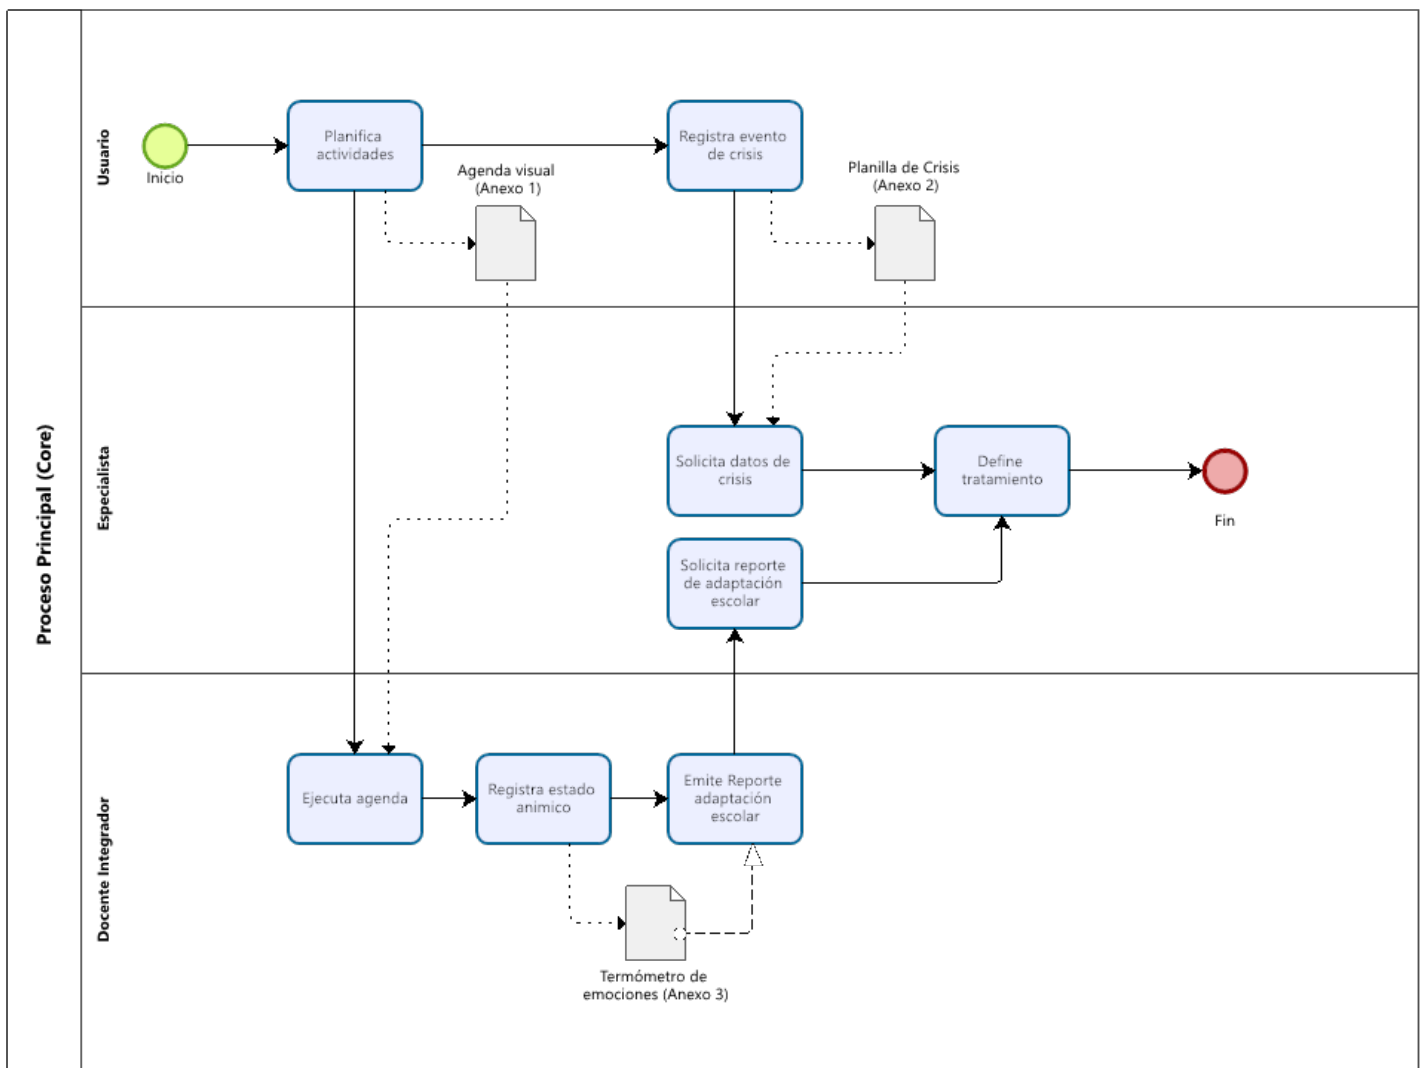 Proceso Principal (Core)
Usuario
Inicio
Planifica
actividades
Agenda visual
(Anexo 1)
Registra evento
de crisis
Planilla de Crisis
(Anexo 2)
Especialista
Solicita datos de
crisis
Define
tratamiento
Fin
Solicita reporte
de adaptación
escolar
Docente Integrador
Ejecuta agenda
Registra estado
animico
Emite Reporte
adaptación
escolar
Termómetro de
emociones (Anexo 3)